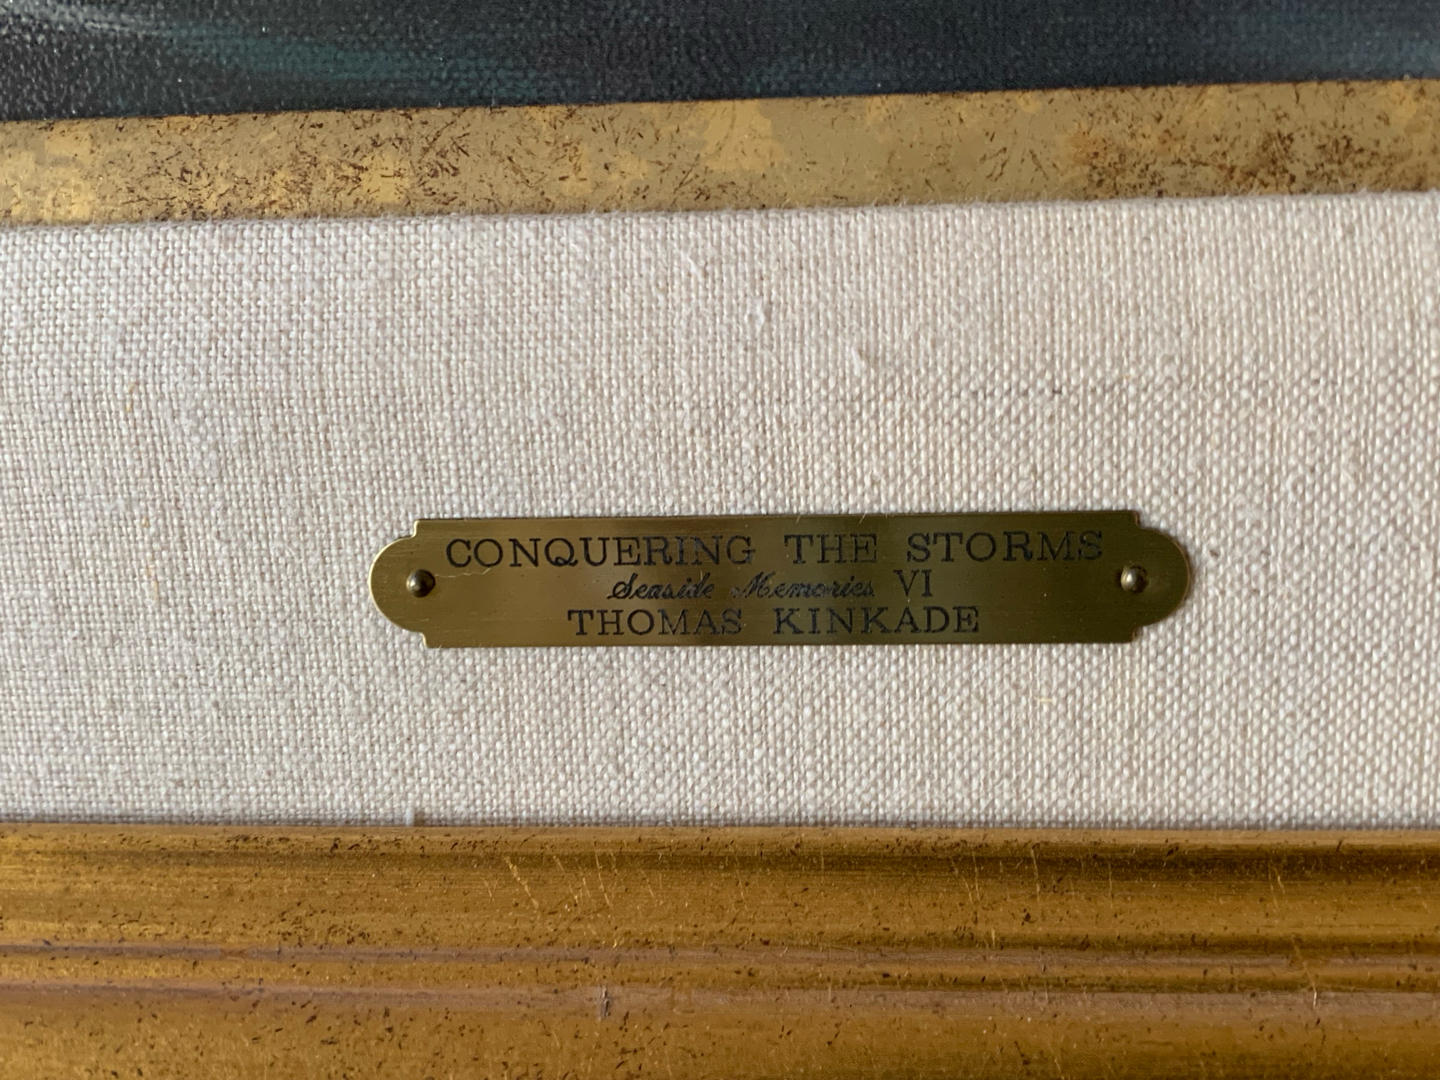 CONQUERING THE STORMS
Seaside Memories VI
THOMAS KINKADE